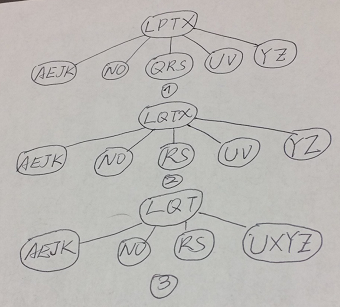 LPTX
AEJK NO QRS UV YZ
1
LQTX
AEJK NO RS UV YZ
2
LQT
AEJK NO RS UXYZ
3